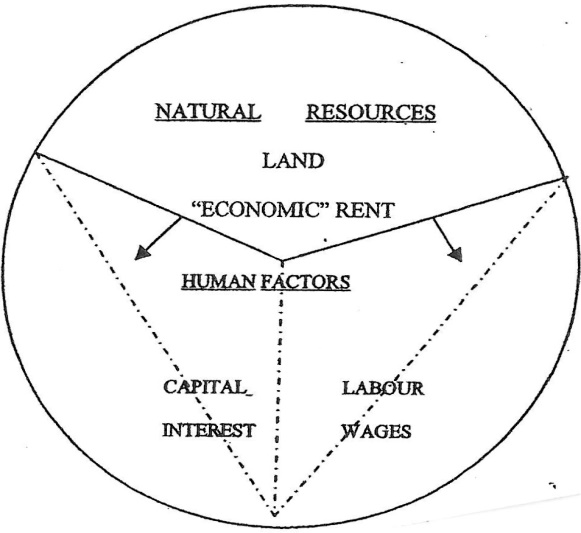 NATURAL RESOURCES
LAND
“ECONOMIC” RENT
HUMAN FACTORS
CAPITAL LABOUR
INTEREST WAGES